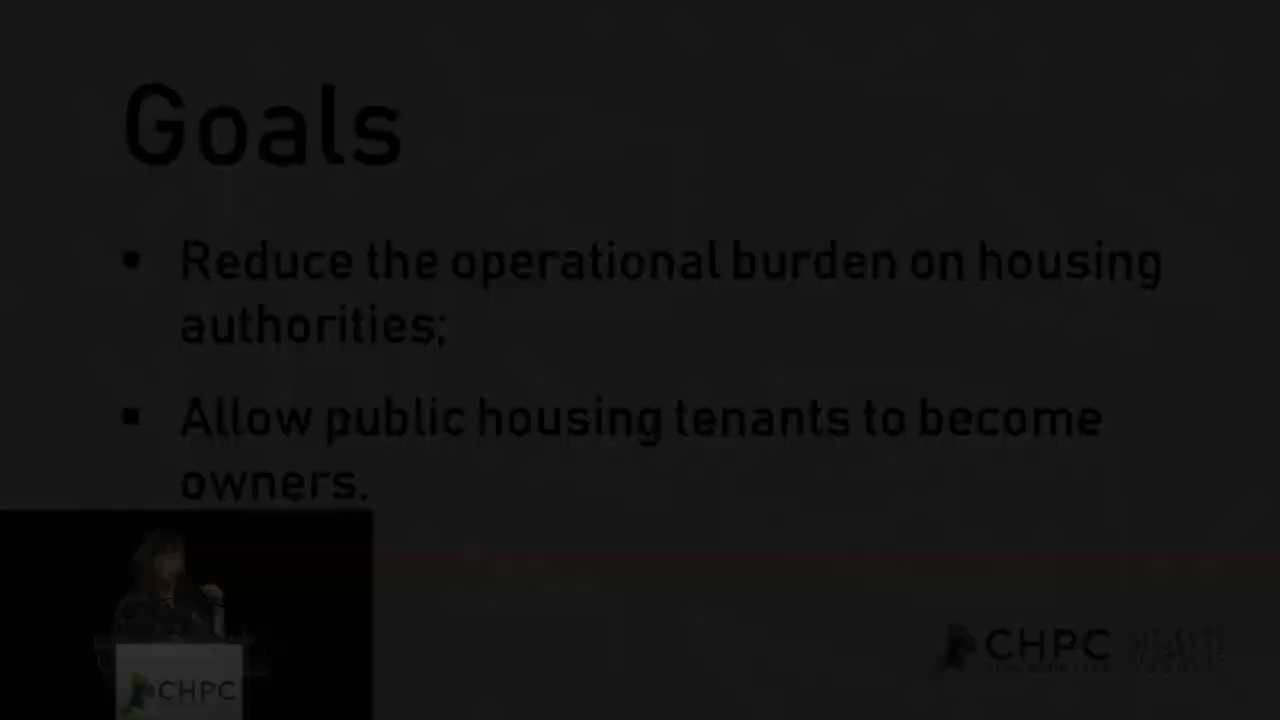 Goals
▪ Reduce the operational burden on housing
authorities;
▪ Allow public housing tenants to become
owners.
CHPC
CHPC